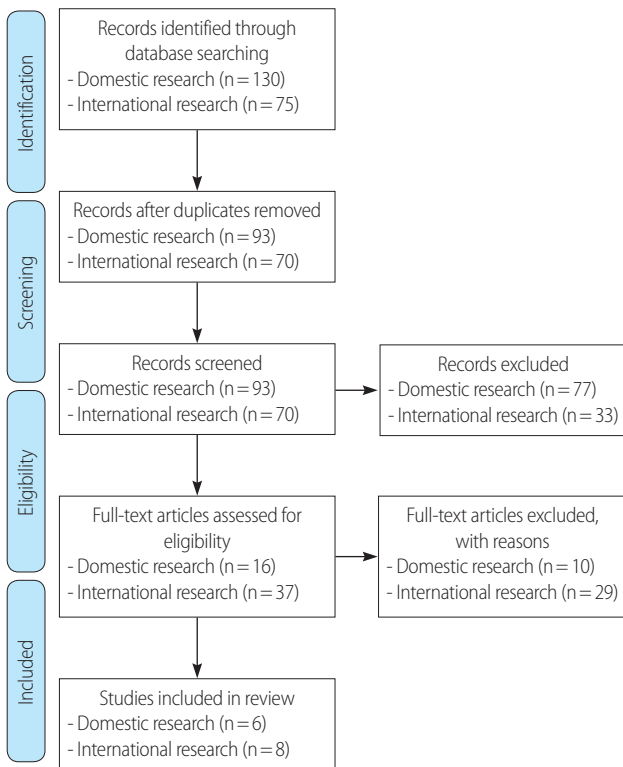 Identification
Records identified through
database searching
- Domestic research (n=130)
- International research (n=75)
Screening
Records after duplicates removed
- Domestic research (n=93)
- International research (n=70)
Records screened
- Domestic research (n=93)
- International research (n=70)
Records excluded
- Domestic research (n=77)
- International research (n=33)
Eligibility
Full-text articles assessed for
eligibility
- Domestic research (n=16)
- International research (n=37)
Full-text articles excluded,
with reasons
- Domestic research (n=10)
- International research (n=29)
Included
Studies included in review
- Domestic research (n=6)
- International research (n=8)